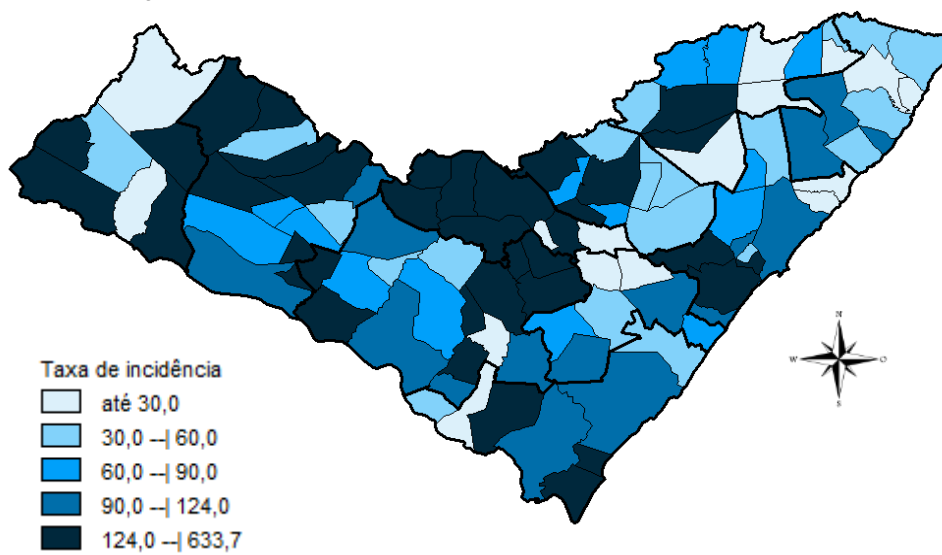 N
W
O
S
Taxa de incidência
até 30,0
30,0 --| 60,0
60,0 --| 90,0
90,0 --| 124,0
124,0 --| 633,7